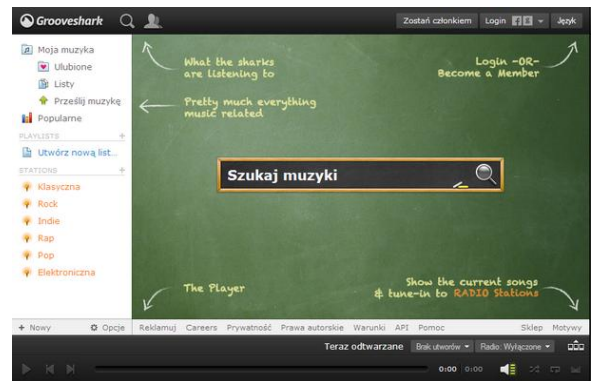 Grooveshark
Zostań członkiem
Login
Język
Moja muzyka
Ulubione
Listy
Prześlij muzykę
Popularne
PLAYLISTS +
Utwórz nową list...
STATIONS +
Klasyczna
Rock
Indie
Rap
Pop
Elektroniczna
+ Nowy
Opcje
What the sharks
are listening to
Login -OR-
Become a Member
Pretty much everything
music related
Szukaj muzyki
The Player
Show the current songs
& tune-in to RADIO Stations
Reklamuj Careers Prywatność Prawa autorskie Warunki API Pomoc Sklep Motywy
Teraz odtwarzane Brak utworów Radio: Wyłączone
0:00 0:00